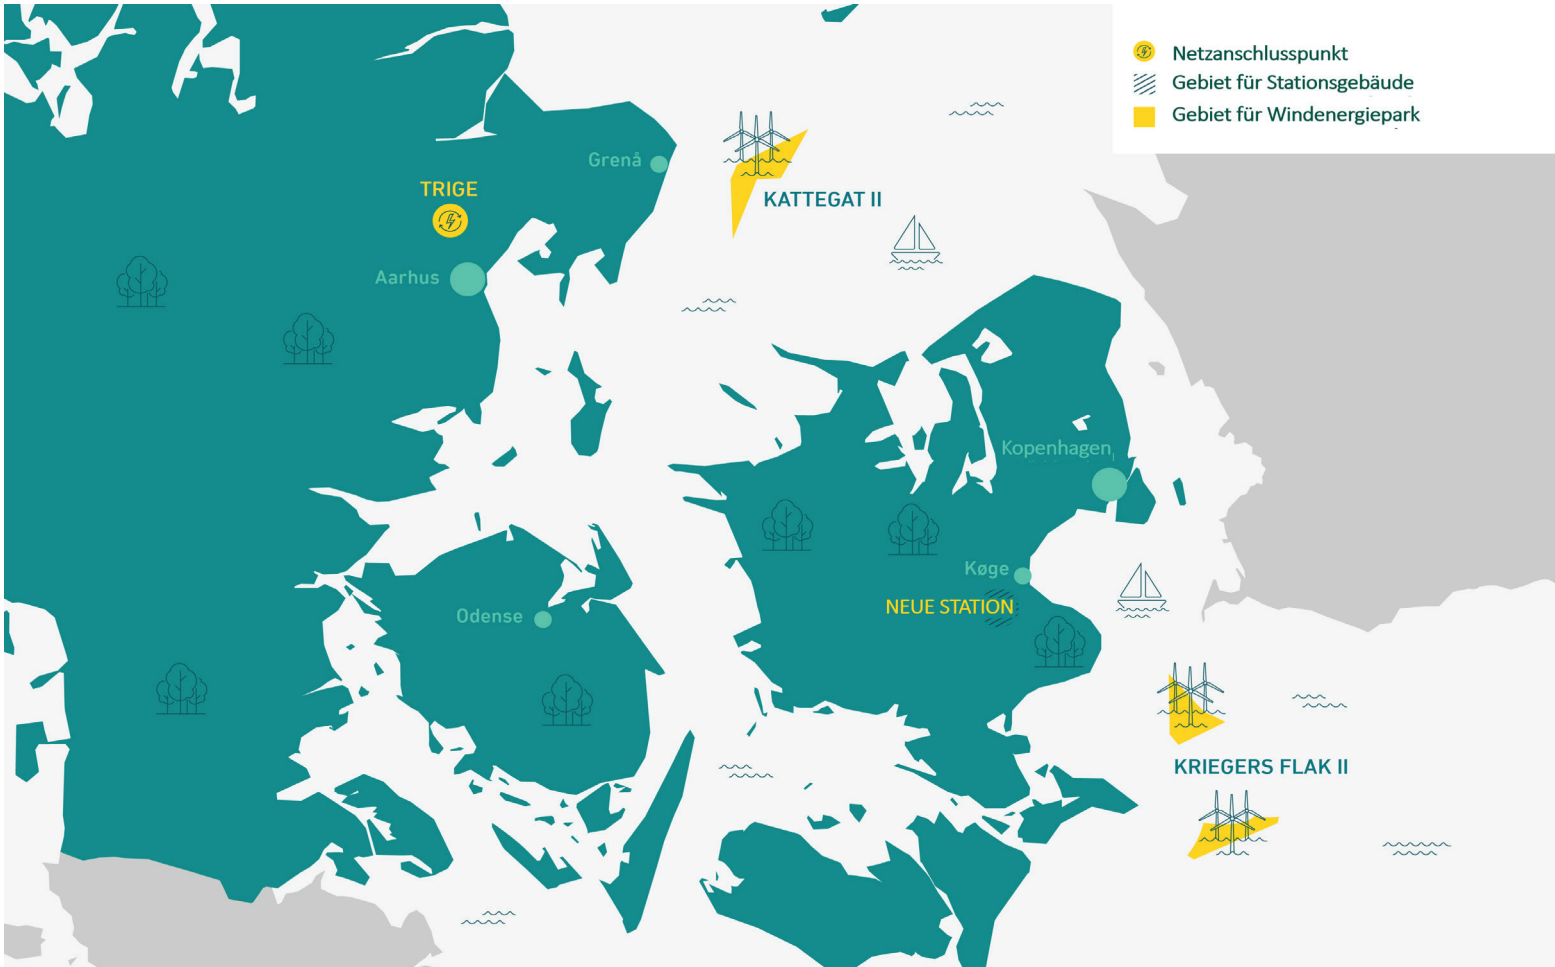 Netzanschlusspunkt
Gebiet für Stationsgebäude
Gebiet für Windenergiepark
Grenå
TRIGE
KATTEGAT II
Aarhus
Kopenhagen
Køge
NEUE STATION
Odense
KRIEGERS FLAK II